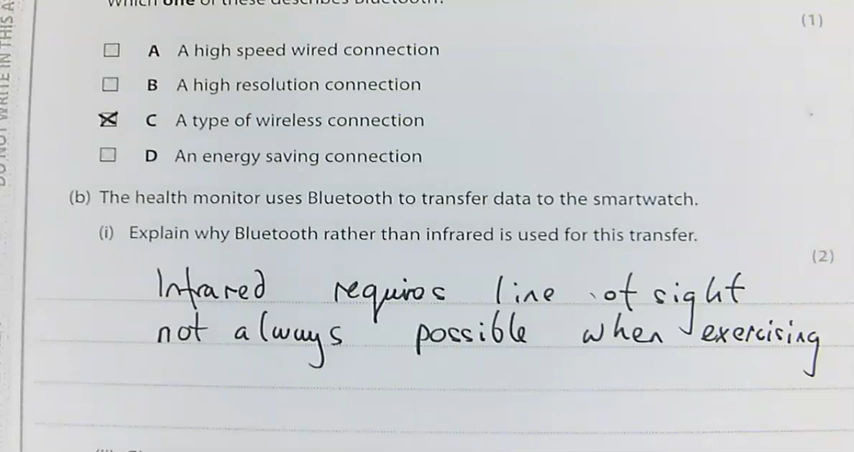 (1)
A A high speed wired connection
B A high resolution connection
C A type of wireless connection
D An energy saving connection
(b) The health monitor uses Bluetooth to transfer data to the smartwatch.
(i) Explain why Bluetooth rather than infrared is used for this transfer.
(2)
Infrared requires line of sight
not always possible when exercising